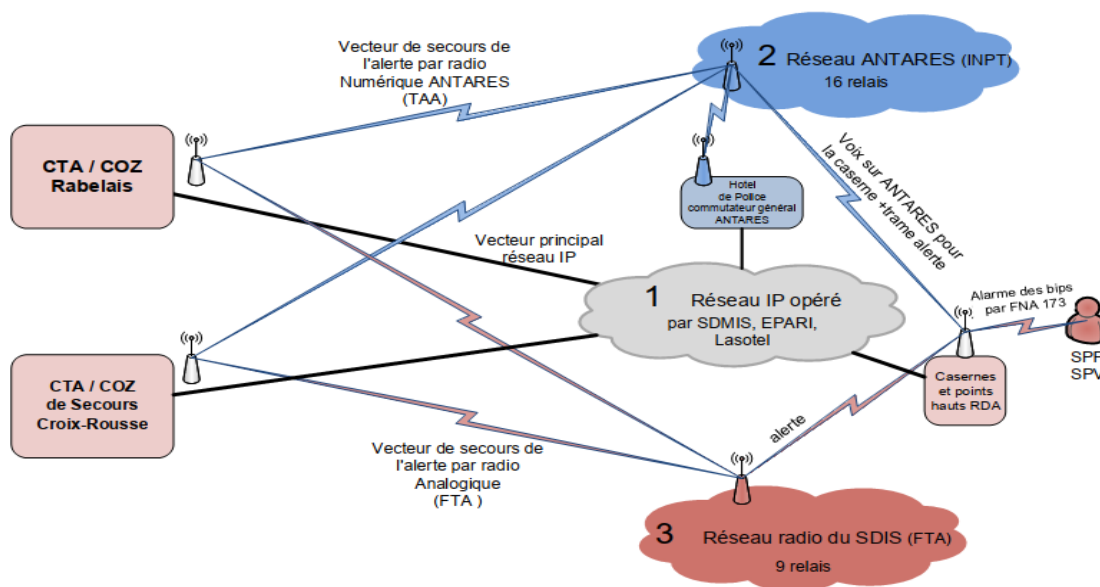 Vecteur de secours de
l'alerte par radio
Numérique ANTARES
(TAA)
2 Réseau ANTARES (INPT)
16 relais
CTA / COZ
Rabelais
Hotel
de Police
commutateur général
ANTARES
Voix sur ANTARES pour
la caserne +trame alerte
Vecteur principal
réseau IP
1 Réseau IP opéré
par SDMIS, EPARI,
Lasotel
Alarme des bips
par FNA 173
SPP
SPV
CTA / COZ
de Secours
Croix-Rousse
Casernes
et points
hauts RDA
alerte
Vecteur de secours de
l'alerte par radio
Analogique
(FTA )
3 Réseau radio du SDIS (FTA)
9 relais